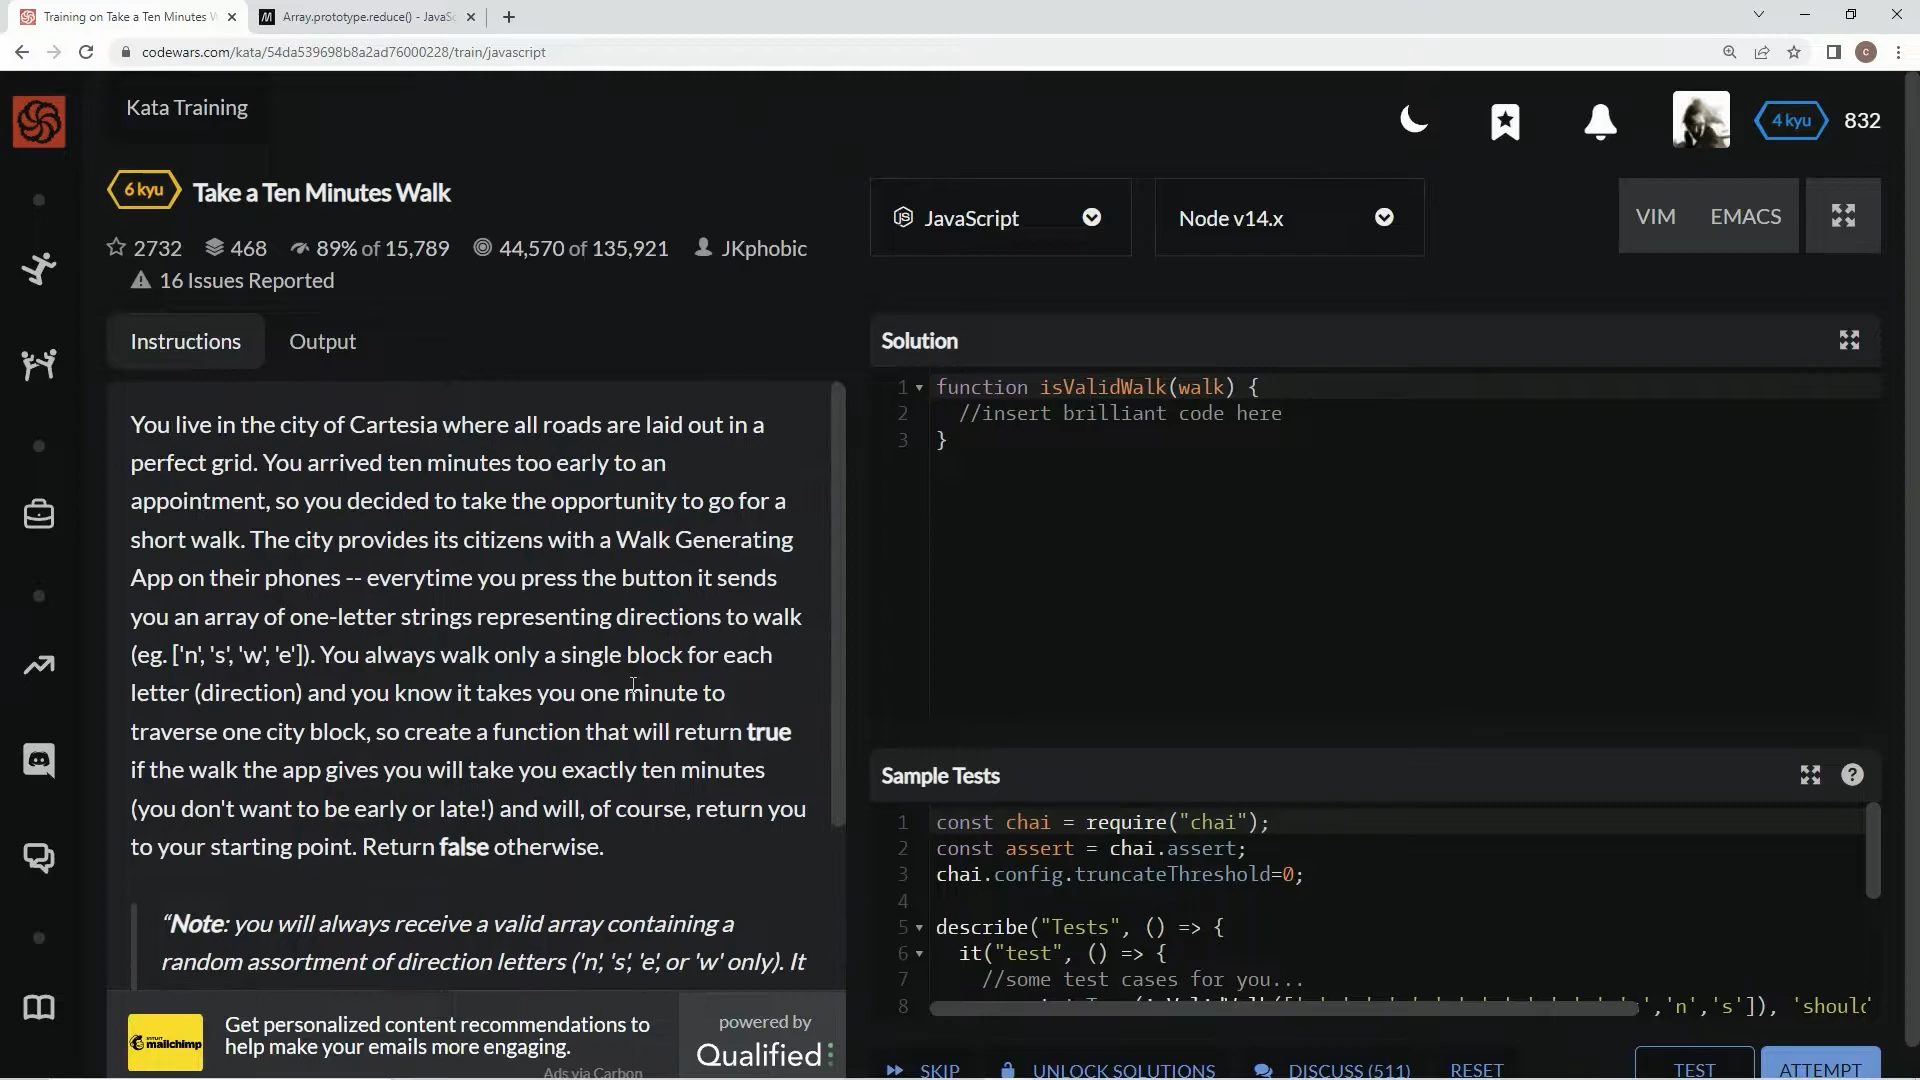 Training on Take a Ten Minutes W
Array.prototype.reduce() - JavaSc
codewars.com/kata/54da539698b8a2ad76000228/train/javascript
C
Kata Training
4 kyu
832
6 kyu
Take a Ten Minutes Walk
2732
468
89% of 15,789
44,570 of 135,921
JKphobic
16 Issues Reported
JavaScript
Node v14.x
VIM
EMACS
Instructions
Output
You live in the city of Cartesia where all roads are laid out in a
perfect grid. You arrived ten minutes too early to an
appointment, so you decided to take the opportunity to go for a
short walk. The city provides its citizens with a Walk Generating
App on their phones -- everytime you press the button it sends
you an array of one-letter strings representing directions to walk
(eg. ['n', 's', 'w', 'e']). You always walk only a single block for each
letter (direction) and you know it takes you one minute to
traverse one city block, so create a function that will return true
if the walk the app gives you will take you exactly ten minutes
(you don't want to be early or late!) and will, of course, return you
to your starting point. Return false otherwise.
“Note: you will always receive a valid array containing a
random assortment of direction letters ('n', 's', 'e', or 'w' only). It
Solution
1 function isValidWalk(walk) {
2 //insert brilliant code here
3 }
Sample Tests
1 const chai = require("chai");
2 const assert = chai.assert;
3 chai.config.truncateThreshold=0;
4
5 describe("Tests", () => {
6 it("test", () => {
7 //some test cases for you...
8 ','n','s']), 'should
intuit mailchimp
Get personalized content recommendations to
help make your emails more engaging.
Ads via Carbon
powered by
Qualified
SKIP
UNLOCK SOLUTIONS
DISCUSS (511)
RESET
TEST
ATTEMPT